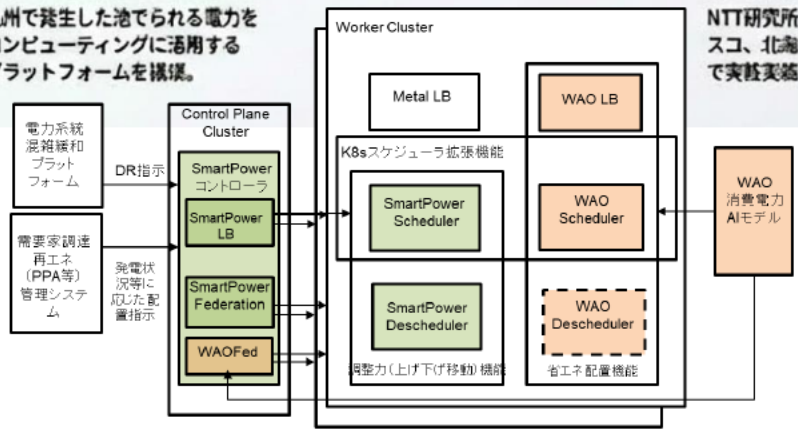 州で発生した池でられる電力を
コンピューティングに活用する
プラットフォームを
NTT研究所
スコ、北海
で実
Worker Cluster
Metal LB
WAO LB
Control Plane
Cluster
K8sスケジューラ拡張機能
電力系統
混雑緩和
プラット
フォーム
DR指示
SmartPower
コントローラ
SmartPower
LB
SmartPower
Scheduler
WAO
Scheduler
WAO
消費電力
AIモデル
需要家調達
再エネ
（PPA等）
管理システ
ム
発電状
況等に
応じた配
置指示
SmartPower
Federation
SmartPower
Descheduler
WAO
Descheduler
WAOFed
調整力（上げ下げ移動）機能
省エネ配置機能